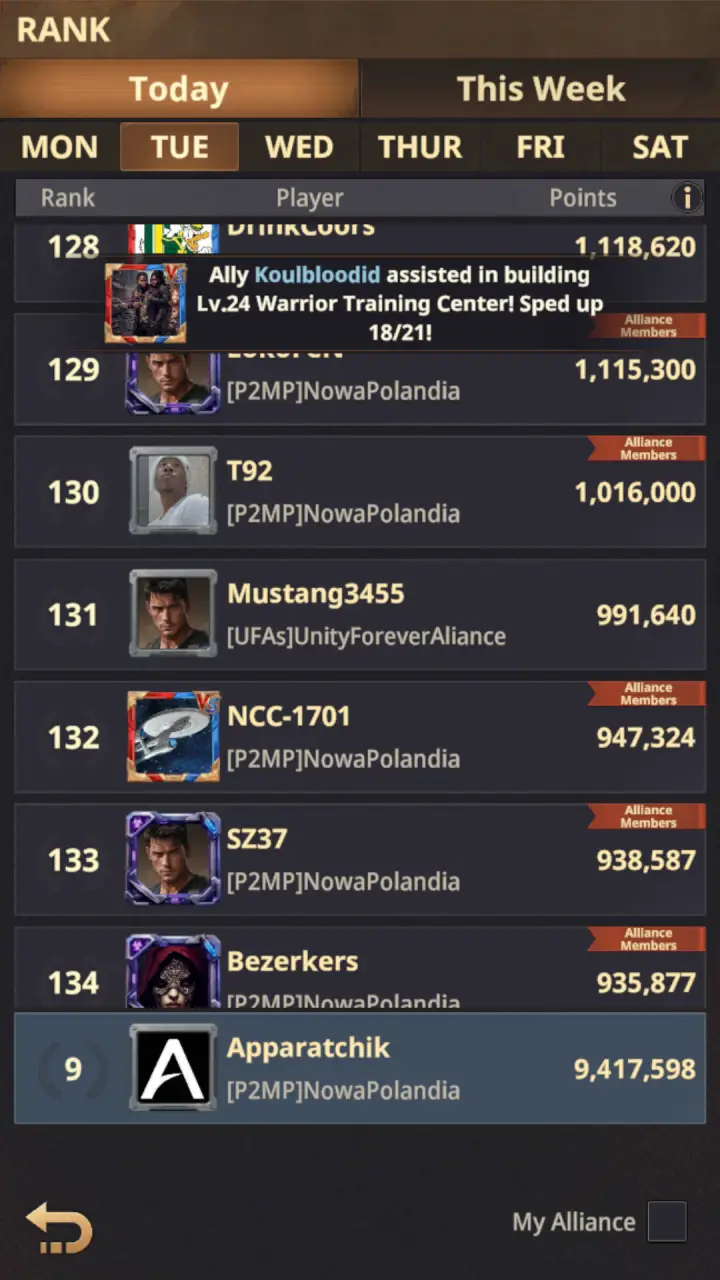 RANK
Today
This Week
MON
TUE
WED
THUR
FRI
SAT
Rank
Player
Points
i
128
DrinkCoors
1,118,620
Ally Koulbloodid assisted in building
Lv.24 Warrior Training Center! Sped up
18/21!
Alliance
Members
129
[P2MP]NowaPolandia
1,115,300
Alliance
Members
130
T92
[P2MP]NowaPolandia
1,016,000
131
Mustang3455
[UFAs]UnityForeverAliance
991,640
Alliance
Members
132
NCC-1701
[P2MP]NowaPolandia
947,324
Alliance
Members
133
SZ37
[P2MP]NowaPolandia
938,587
Alliance
Members
134
Bezerkers
[P2MP]NowaPolandia
935,877
9
Apparatchik
[P2MP]NowaPolandia
9,417,598
My Alliance